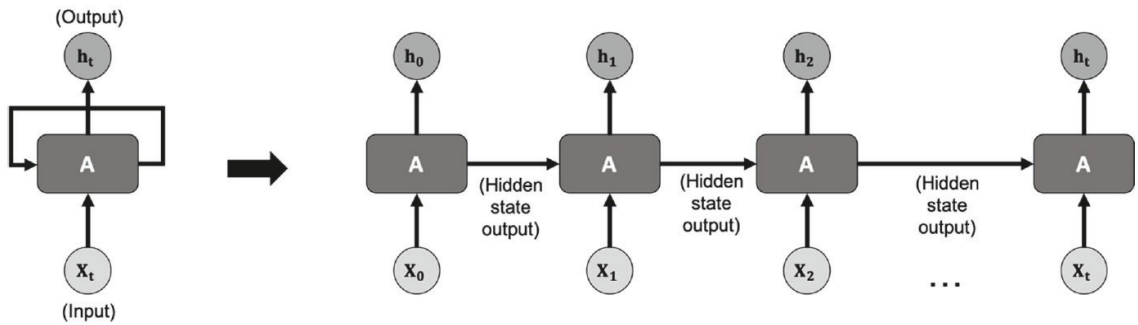 (Output)
h_t
A
X_t
(Input)
h_0 h_1 h_2 h_t
A A A A
(Hidden
state
output)
(Hidden
state
output)
(Hidden
state
output)
X_0 X_1 X_2 ... X_t